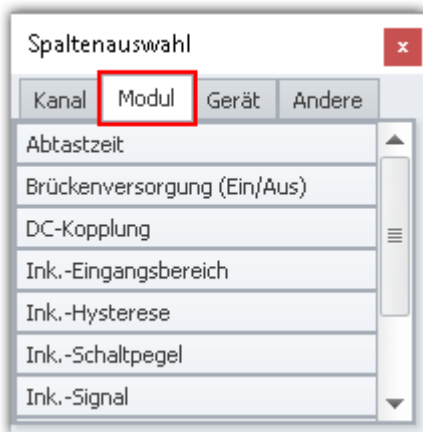 Spaltenauswahl
x
Kanal Modul Gerät Andere
Abtastzeit
Brückenversorgung (Ein/Aus)
DC-Kopplung
Ink.-Eingangsbereich
Ink.-Hysterese
Ink.-Schaltpegel
Ink.-Signal